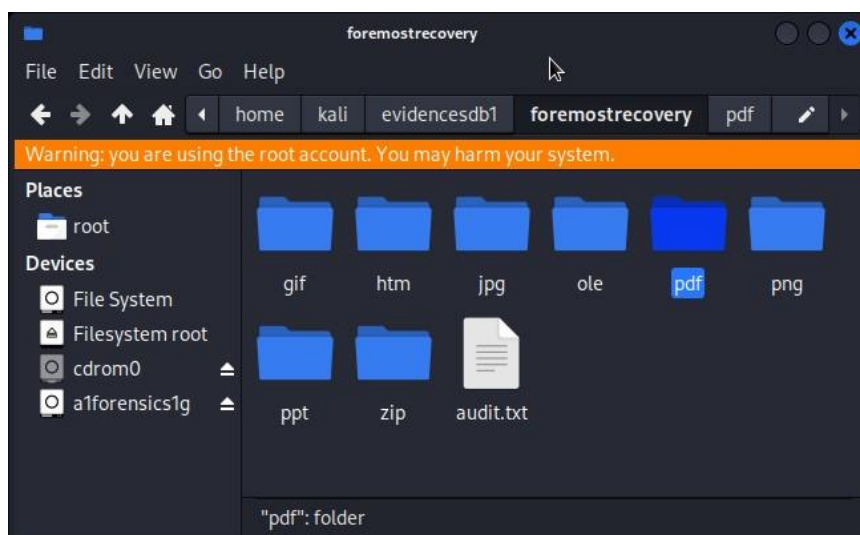 foremostrecovery
File Edit View Go Help
home kali evidencesdb1 foremostrecovery pdf
Warning: you are using the root account. You may harm your system.
Places
root
Devices
File System
Filesystem root
cdrom0
a1forensics1g
gif htm jpg ole pdf png
ppt zip audit.txt
"pdf": folder